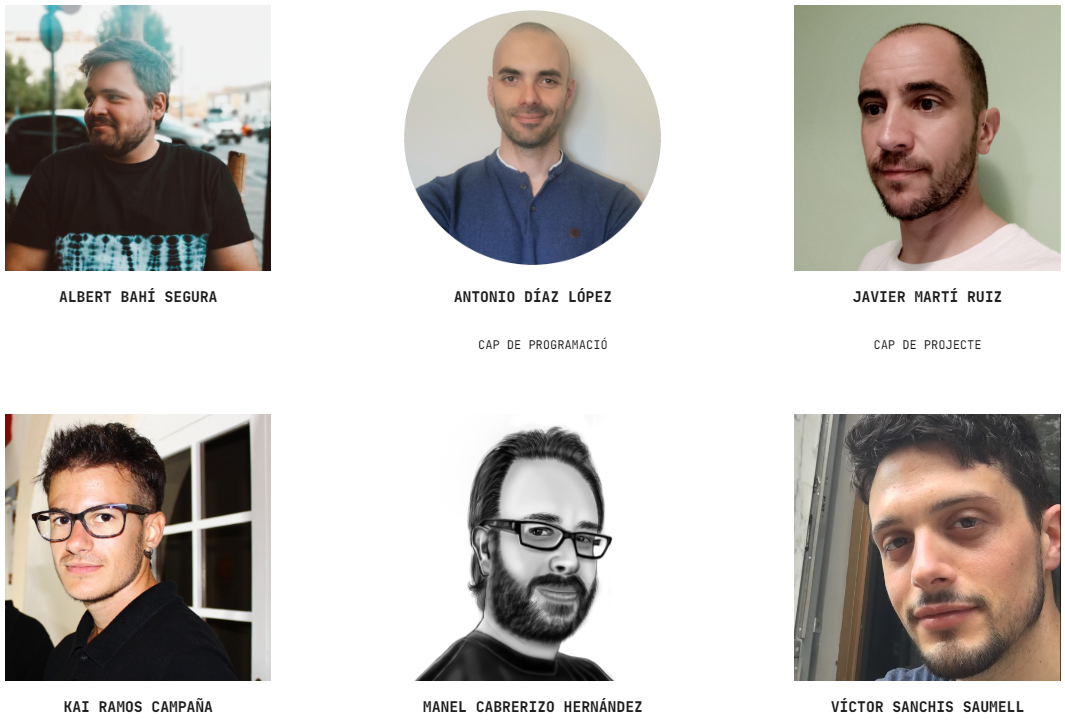 ALBERT BAHÍ SEGURA
ANTONIO DÍAZ LÓPEZ
JAVIER MARTÍ RUIZ
CAP DE PROGRAMACIÓ
CAP DE PROJECTE
KAI RAMOS CAMPAÑA
MANEL CABRERIZO HERNÁNDEZ
VÍCTOR SANCHIS SAUMELL